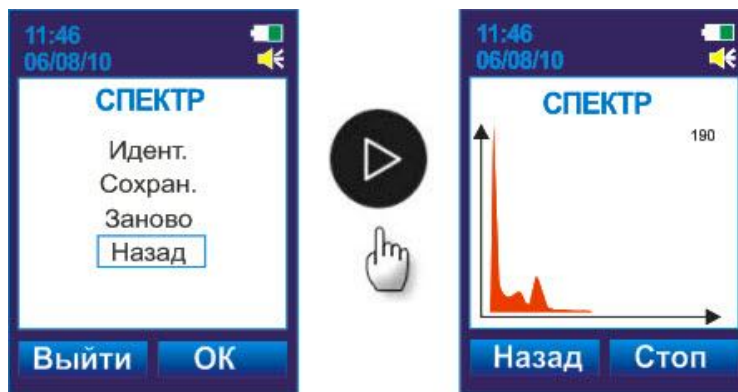 11:46
06/08/10
СПЕКТР
Идент.
Сохран.
Заново
Назад
Выйти
ОК
11:46
06/08/10
СПЕКТР
190
Назад
Стоп